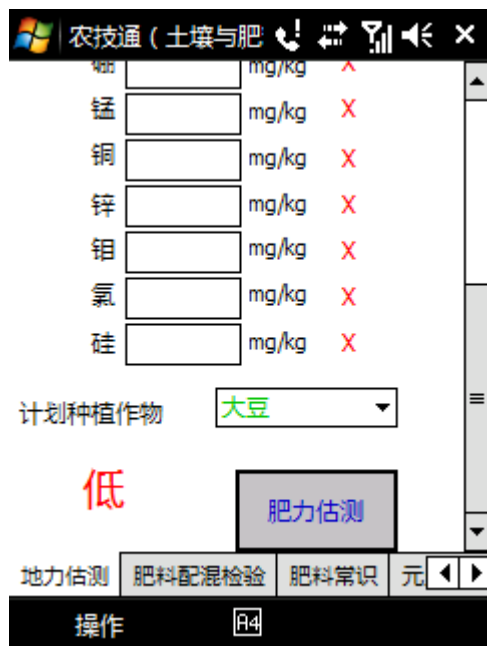 农技通（土壤与肥
硼 mg/kg X
锰 mg/kg X
铜 mg/kg X
锌 mg/kg X
钼 mg/kg X
氯 mg/kg X
硅 mg/kg X
计划种植作物 大豆
低 肥力估测
地力估测 肥料配混检验 肥料常识 元
操作 A4